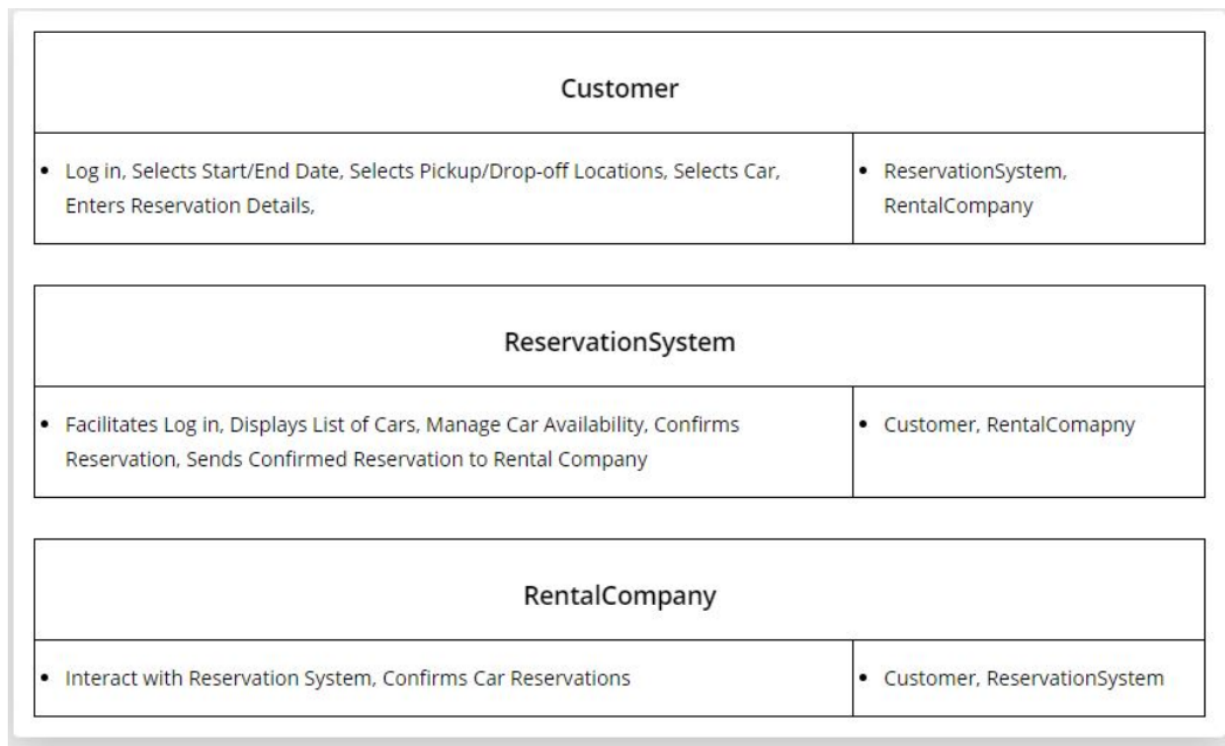 Customer
Log in, Selects Start/End Date, Selects Pickup/Drop-off Locations, Selects Car,
Enters Reservation Details,
ReservationSystem,
RentalCompany
ReservationSystem
Facilitates Log in, Displays List of Cars, Manage Car Availability, Confirms
Reservation, Sends Confirmed Reservation to Rental Company
Customer, RentalComapny
RentalCompany
Interact with Reservation System, Confirms Car Reservations
Customer, ReservationSystem